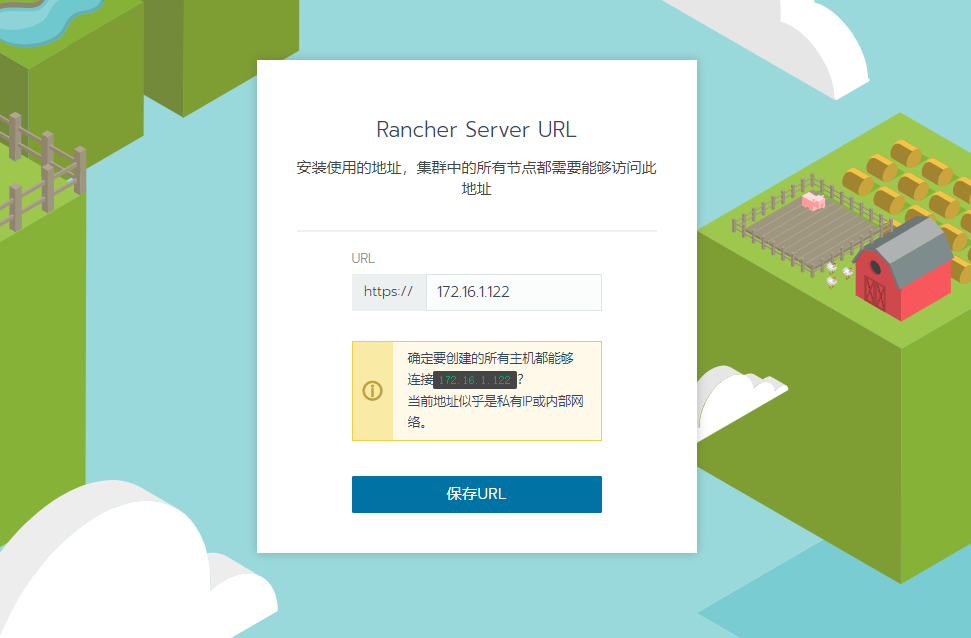 Rancher Server URL
安装使用的地址，集群中的所有节点都需要能够访问此
地址
URL
https:// 172.16.1.122
确定要创建的所有主机都能够
连接172.16.1.122？
当前地址似乎是私有IP或内部网
络。
保存URL